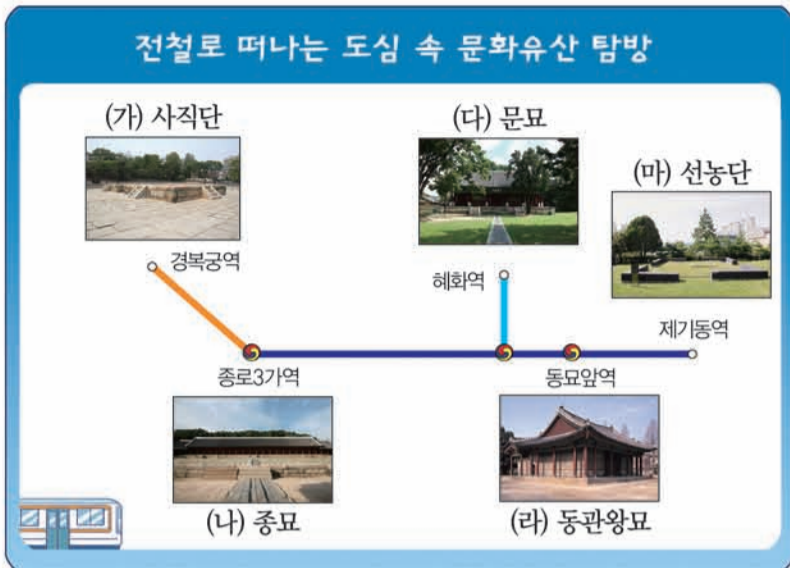 전철로 떠나는 도심 속 문화유산 탐방
(가) 사직단
(다) 문묘
(마) 선농단
경복궁역
혜화역
제기동역
종로3가역
동묘앞역
(나) 종묘
(라) 동관왕묘